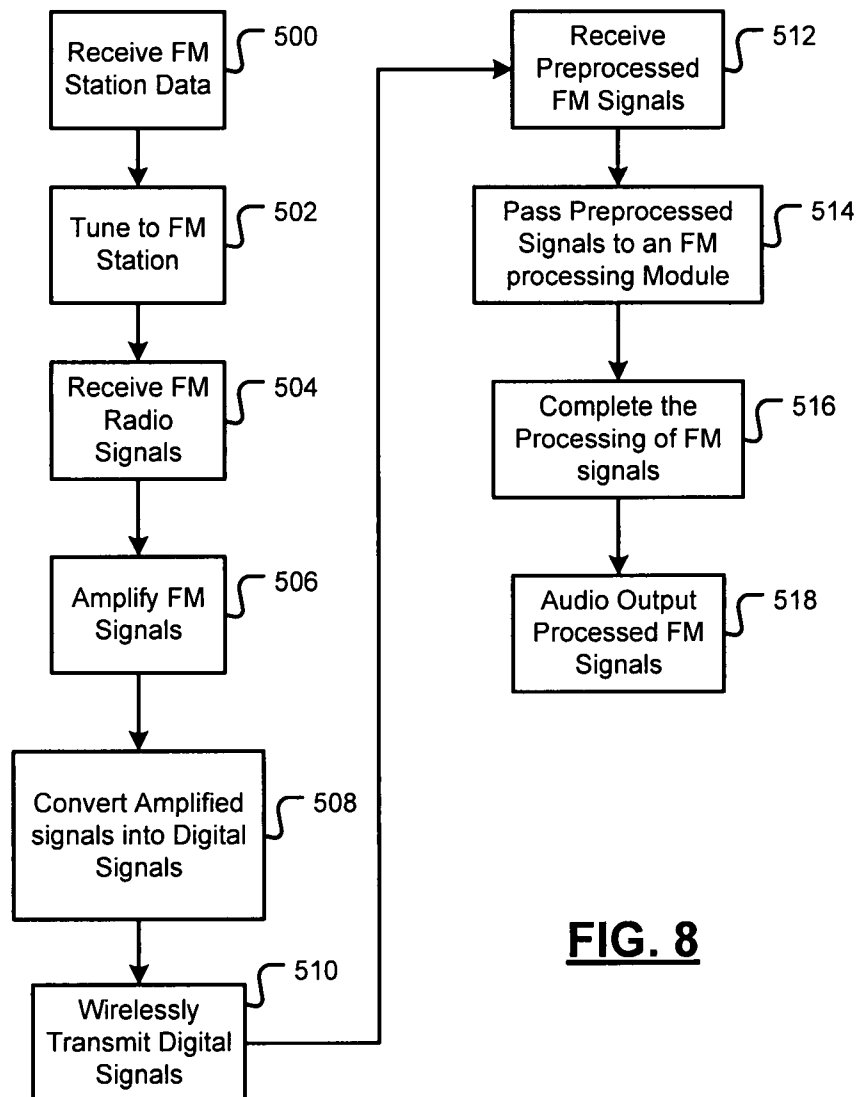 Receive FM
Station Data
500
Tune to FM
Station
502
Receive FM
Radio
Signals
504
Amplify FM
Signals
506
Convert Amplified
signals into Digital
Signals
508
Wirelessly
Transmit Digital
Signals
510
Receive
Preprocessed
FM Signals
512
Pass Preprocessed
Signals to an FM
processing Module
514
Complete the
Processing of FM
signals
516
Audio Output
Processed FM
Signals
518
FIG. 8